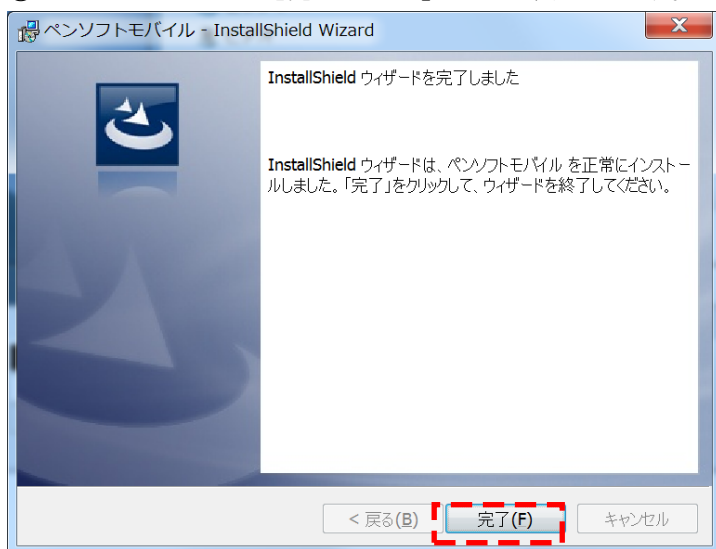 ペンソフトモバイル - InstallShield Wizard
InstallShield ウィザードを完了しました
InstallShield ウィザードは、ペンソフトモバイル を正常にインストー
ルしました。「完了」をクリックして、ウィザードを終了してください。
< 戻る(B)
完了(F)
キャンセル